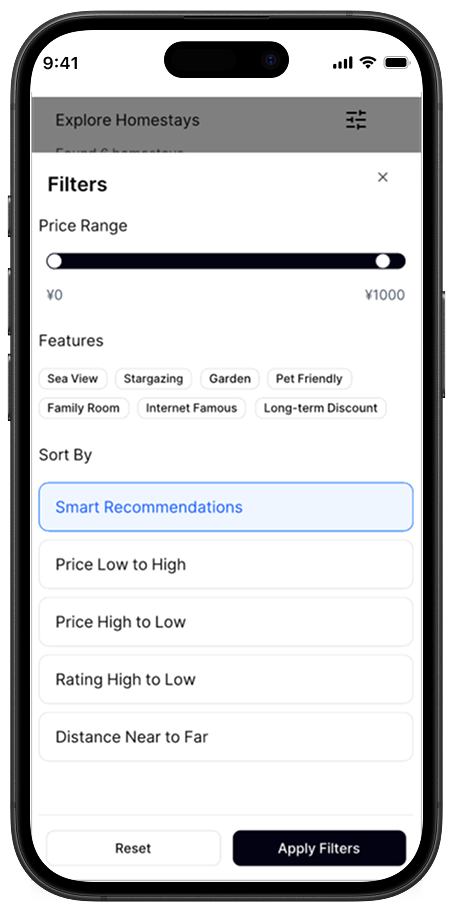 9:41
Explore Homestays
Filters
Price Range
¥0 ¥1000
Features
Sea View Stargazing Garden Pet Friendly
Family Room Internet Famous Long-term Discount
Sort By
Smart Recommendations
Price Low to High
Price High to Low
Rating High to Low
Distance Near to Far
Reset Apply Filters